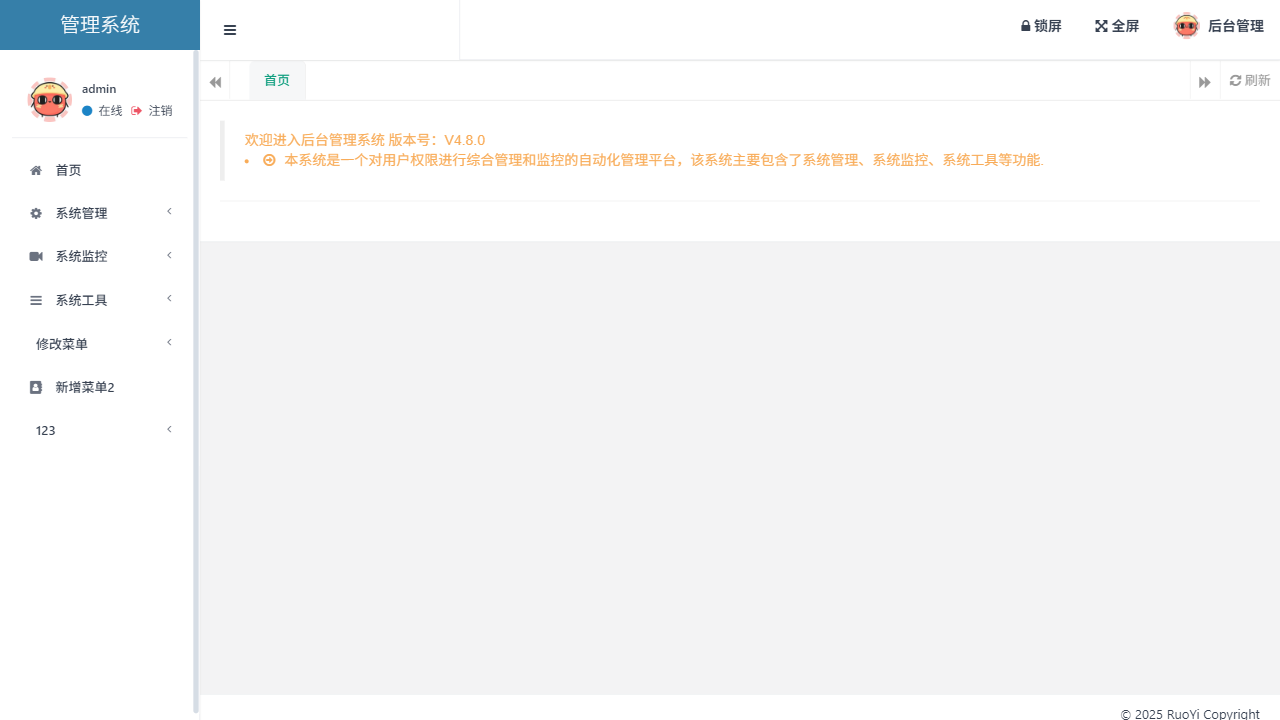 管理系统
锁屏 全屏 后台管理
首页
刷新
admin
在线 注销
首页
系统管理
系统监控
系统工具
修改菜单
新增菜单2
123
欢迎进入后台管理系统 版本号：V4.8.0
本系统是一个对用户权限进行综合管理和监控的自动化管理平台，该系统主要包含了系统管理、系统监控、系统工具等功能.
© 2025 RuoYi Copyright